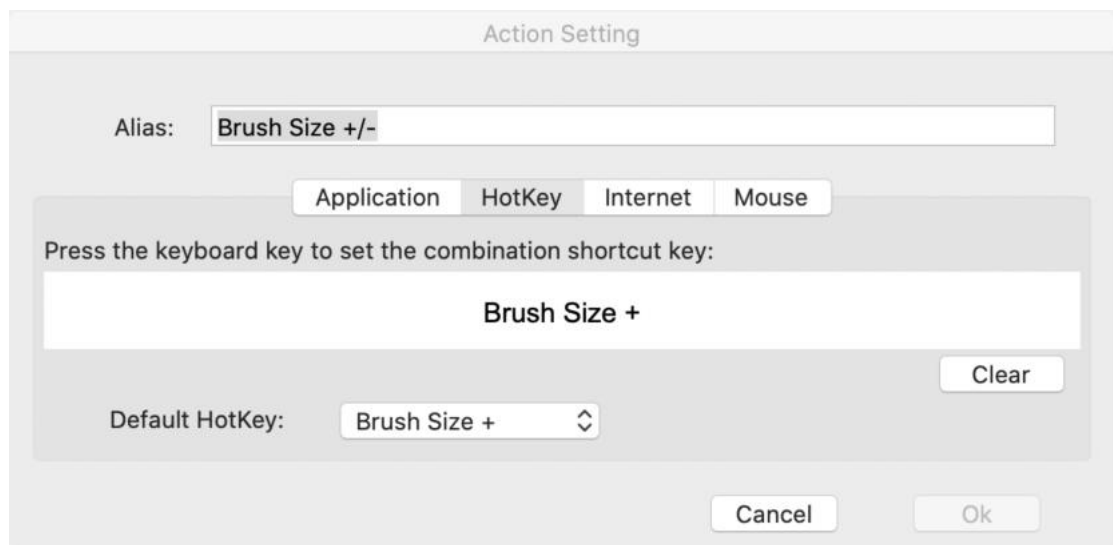 Action Setting
Alias: Brush Size +/-
Application HotKey Internet Mouse
Press the keyboard key to set the combination shortcut key:
Brush Size +
Clear
Default HotKey: Brush Size +
Cancel Ok